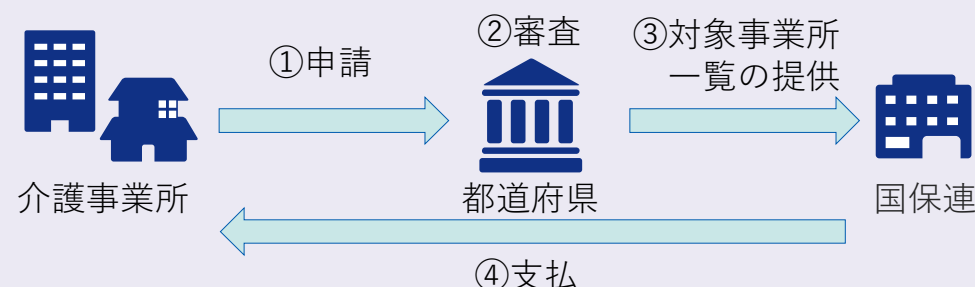 ①申請
②審査
③対象事業所
一覧の提供
介護事業所
都道府県
国保連
④支払